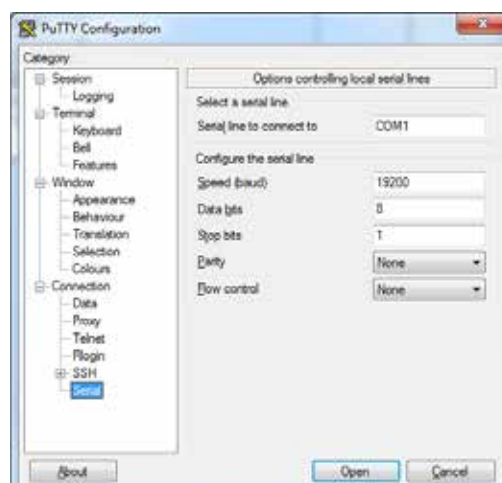 PuTTY Configuration
Category:
Session
Logging
Terminal
Keyboard
Bell
Features
Window
Appearance
Behaviour
Translation
Selection
Colours
Connection
Data
Proxy
Telnet
Rlogin
SSH
Serial
Options controlling local serial lines
Select a serial line
Serial line to connect to COM1
Configure the serial line
Speed (baud) 19200
Data bits 8
Stop bits 1
Parity None
Flow control None
About Open Cancel